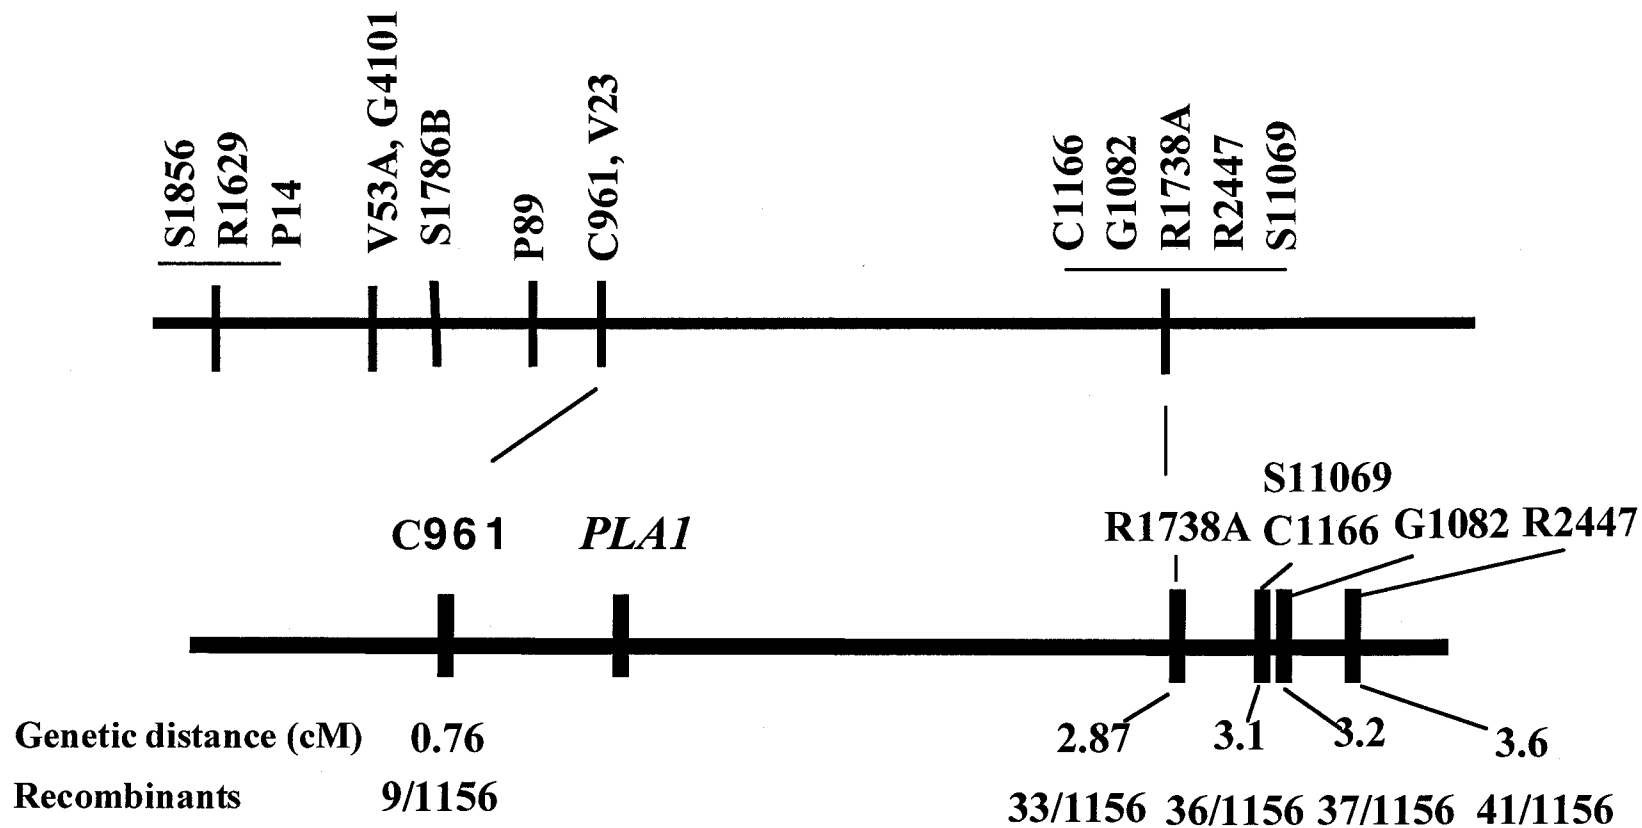 S1856
R1629
P14
V53A, G4101
S1786B
P89
C961, V23
C1166
G1082
R1738A
R2447
S11069
C961
PLA1
R1738A
S11069
C1166
G1082
R2447
Genetic distance (cM) 0.76 2.87 3.1 3.2 3.6
Recombinants 9/1156 33/1156 36/1156 37/1156 41/1156